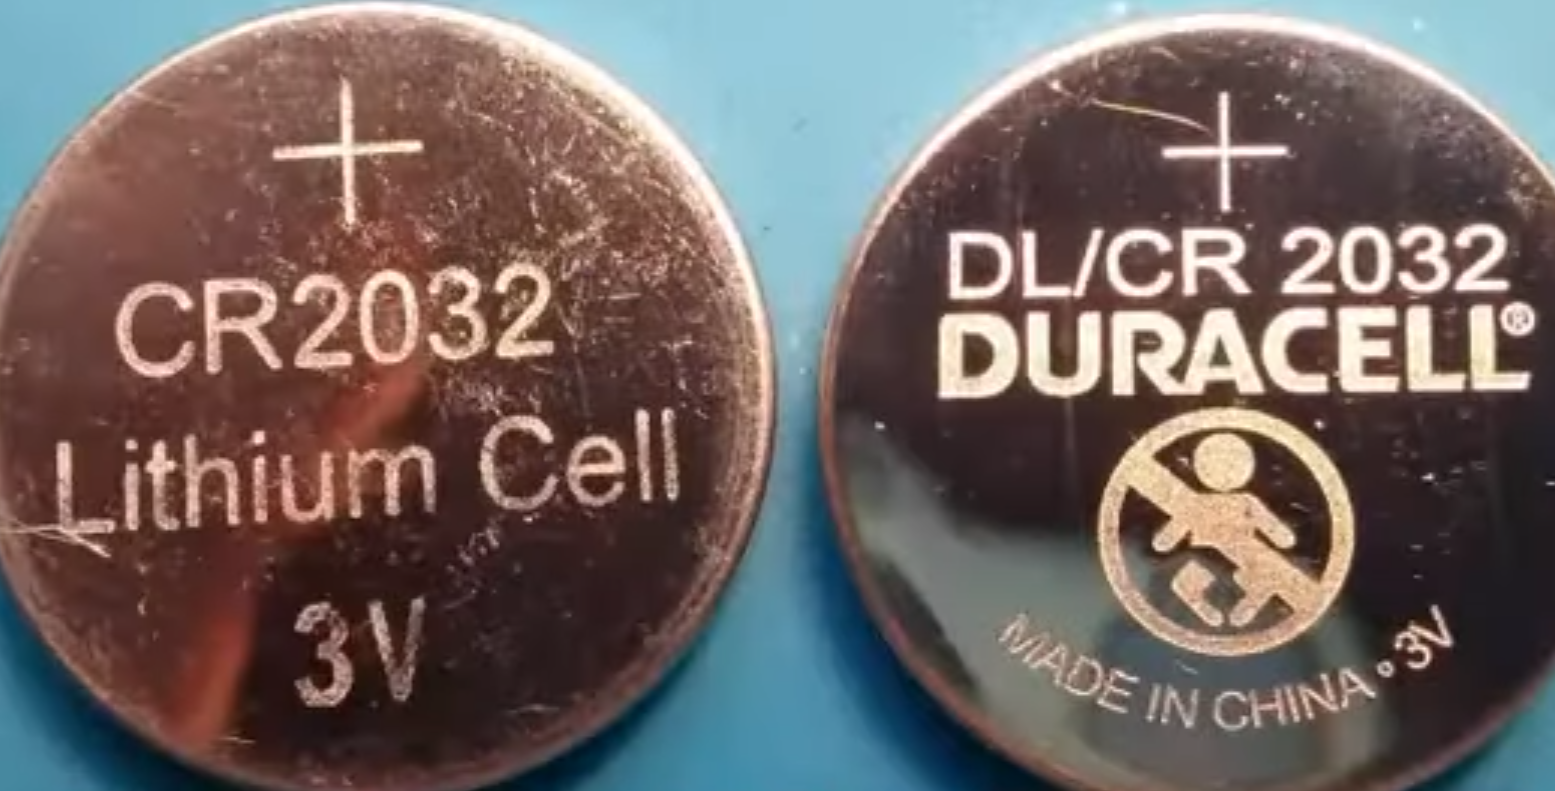 +
CR2032
Lithium Cell
3V
+
DL/CR 2032
DURACELL®
MADE IN CHINA ° 3V